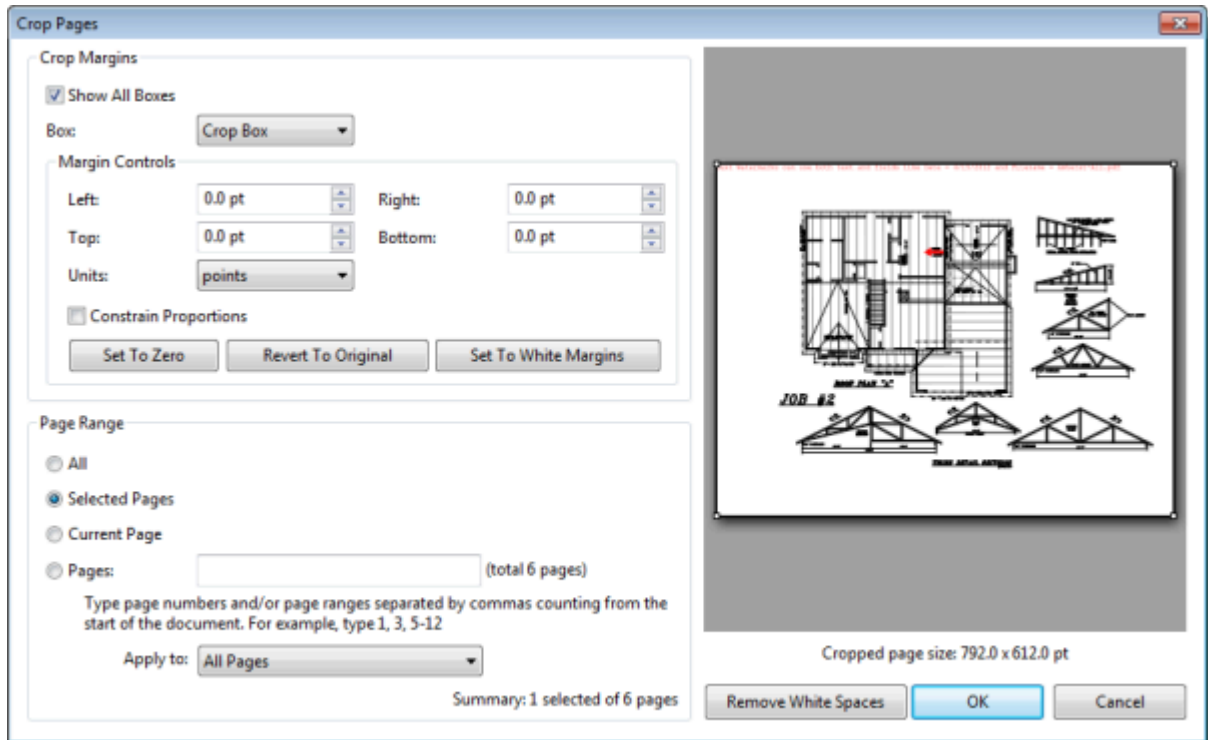 Crop Pages
Crop Margins
Show All Boxes
Box:
Crop Box
Margin Controls
Left:
0.0 pt
Right:
0.0 pt
Top:
0.0 pt
Bottom:
0.0 pt
Units:
points
Constrain Proportions
Set To Zero
Revert To Original
Set To White Margins
Page Range
All
Selected Pages
Current Page
Pages:
(total 6 pages)
Type page numbers and/or page ranges separated by commas counting from the
start of the document. For example, type 1, 3, 5-12
Apply to:
All Pages
Summary: 1 selected of 6 pages
ROOF PLAN "A"
JOB #2
Cropped page size: 792.0 x 612.0 pt
Remove White Spaces
OK
Cancel